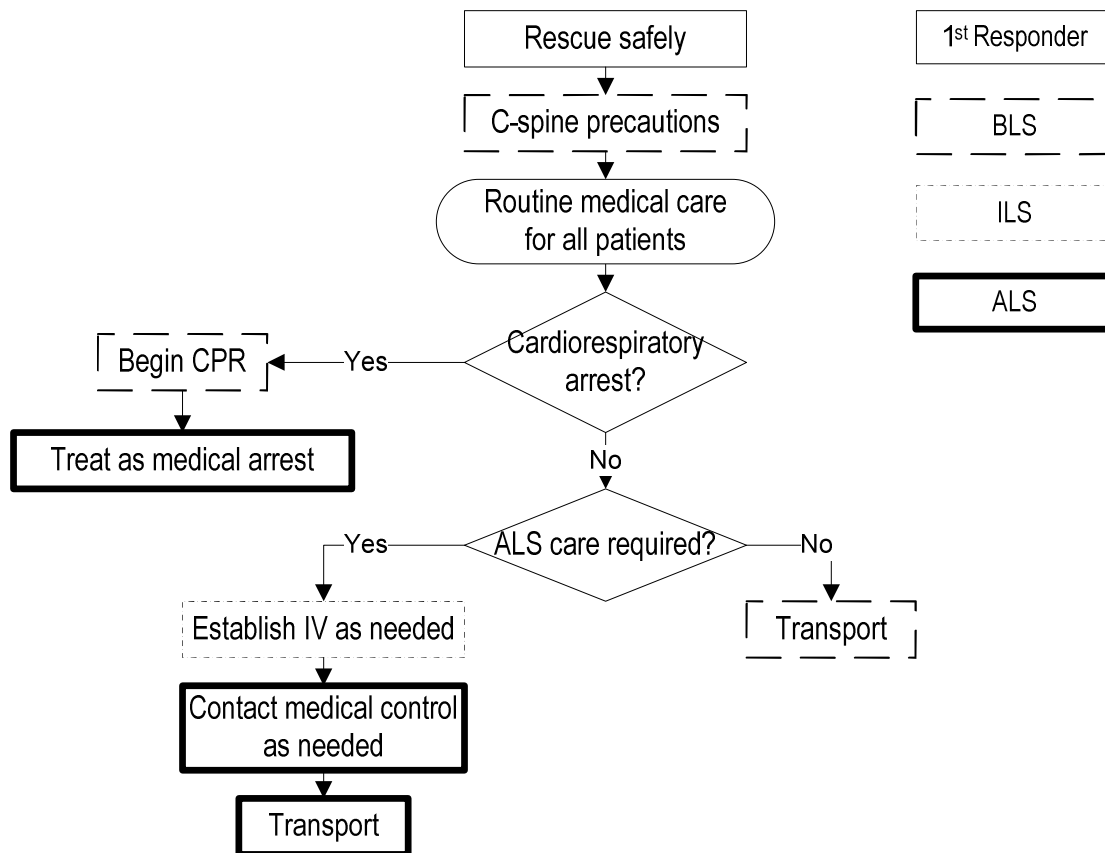 Rescue safely
1st Responder
C-spine precautions
BLS
Routine medical care
for all patients
ILS
ALS
Cardiorespiratory
arrest?
Yes
Begin CPR
Treat as medical arrest
No
ALS care required?
Yes
No
Establish IV as needed
Transport
Contact medical control
as needed
Transport